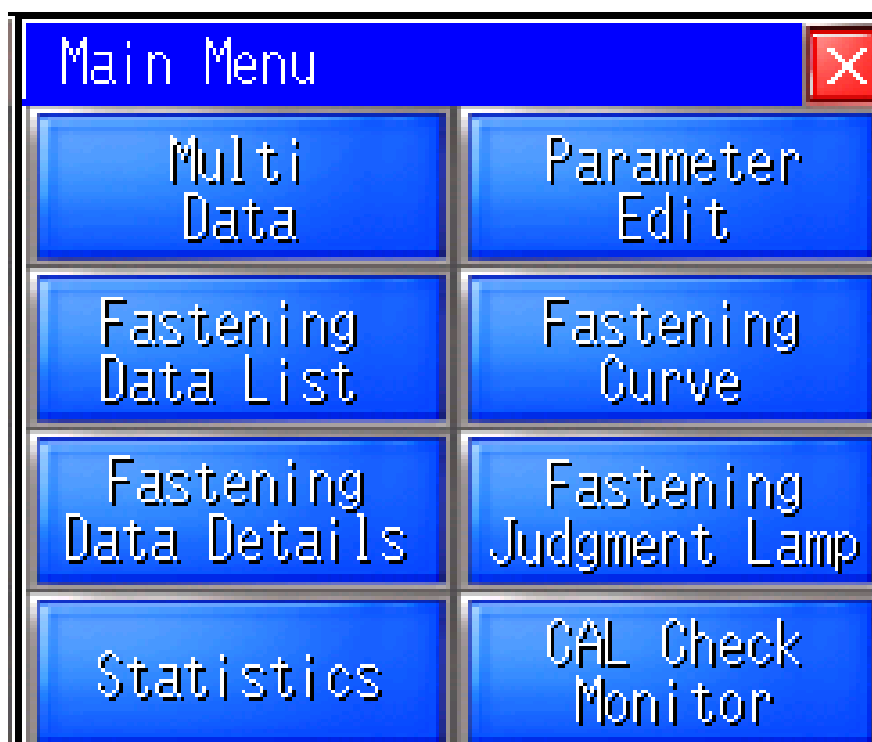 Main Menu
Multi
Data
Parameter
Edit
Fastening
Data List
Fastening
Curve
Fastening
Data Details
Fastening
Judgment Lamp
Statistics
CAL Check
Monitor